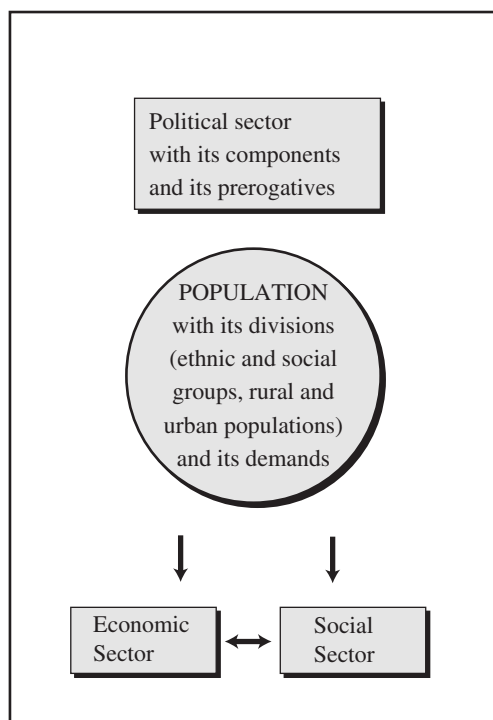 Political sector
with its components
and its prerogatives
POPULATION
with its divisions
(ethnic and social
groups, rural and
urban populations)
and its demands
Economic
Sector
Social
Sector